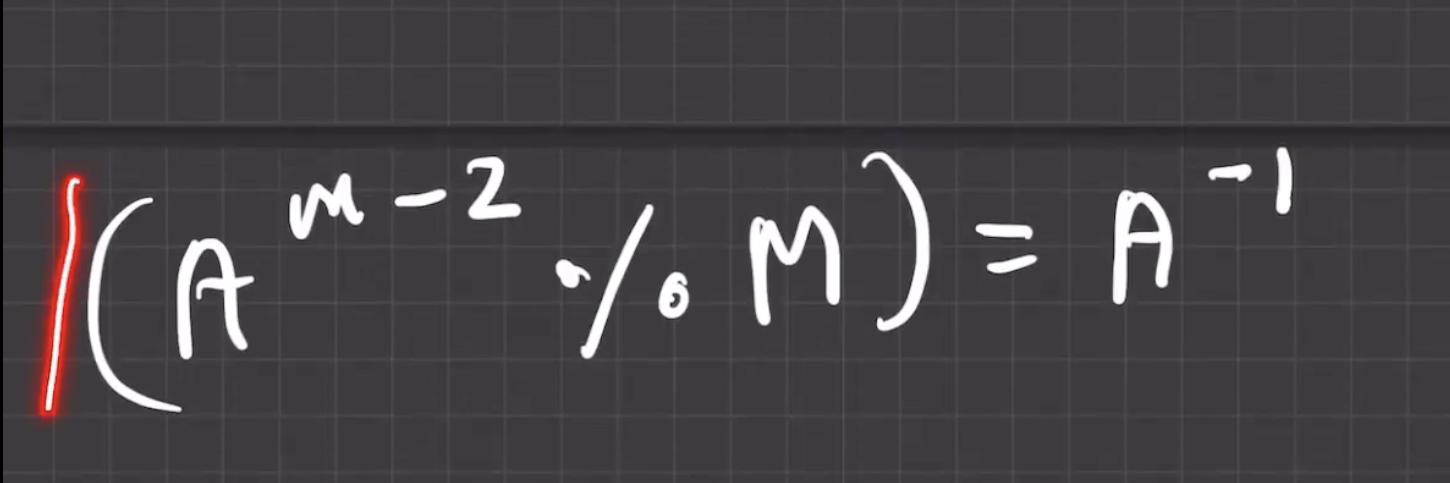 (A^{m-2} % M) = A^{-1}